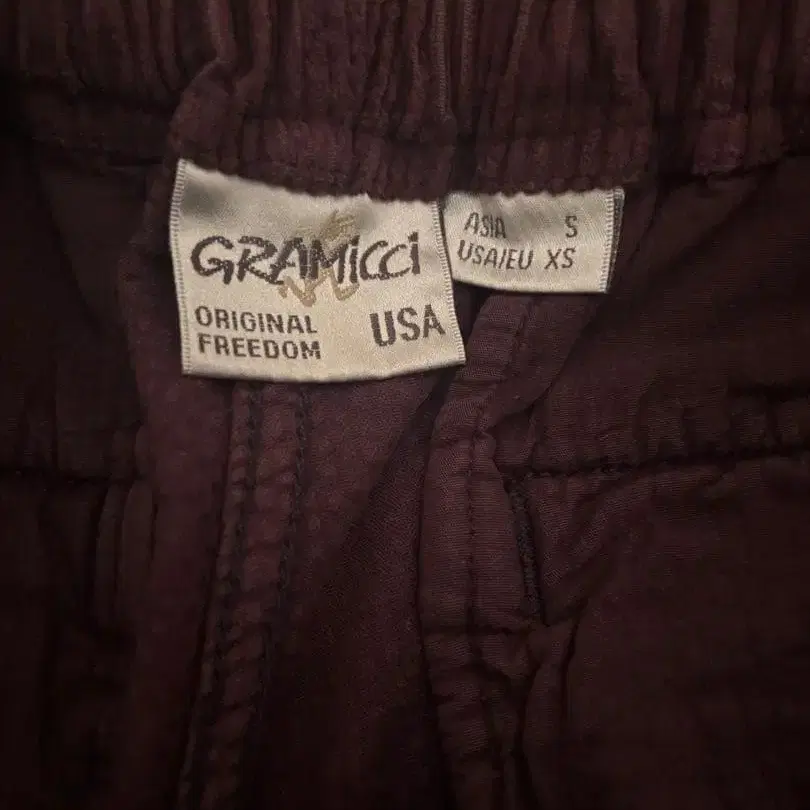 GRAMiCCi
ORIGINAL
FREEDOM
USA
ASIA S
USA/EU XS